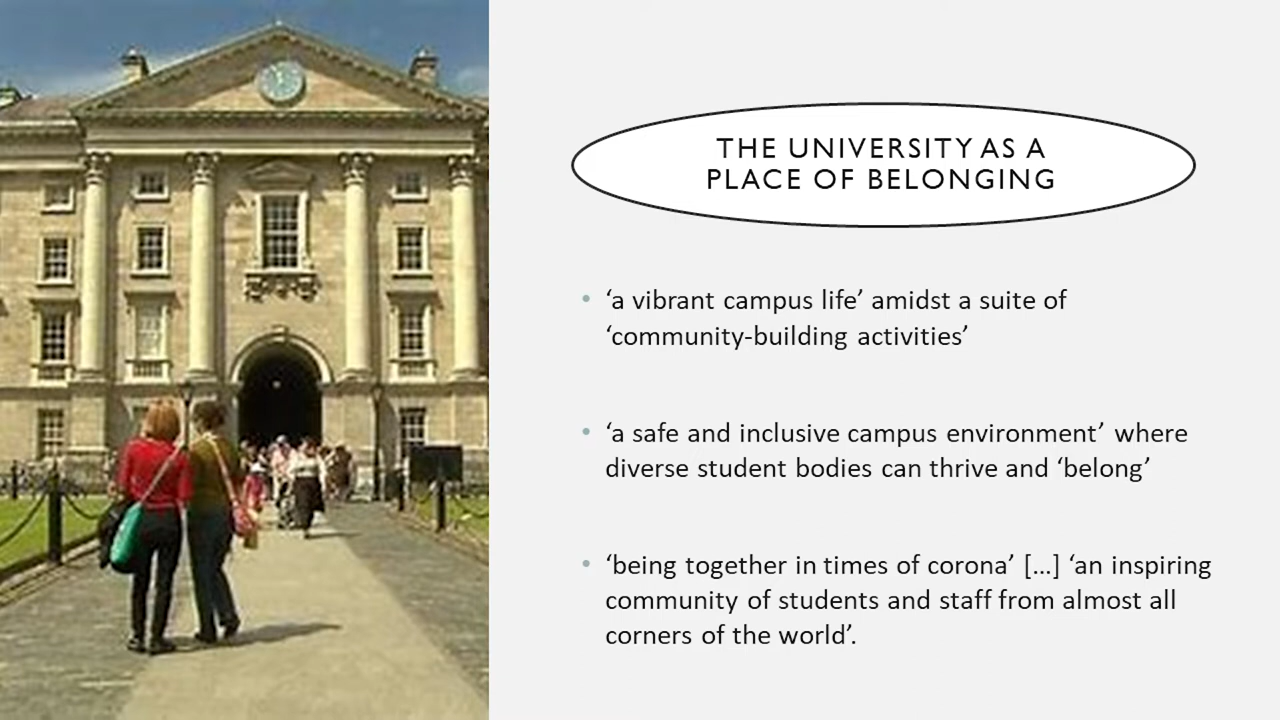 THE UNIVERSITY AS A
PLACE OF BELONGING
• ‘a vibrant campus life’ amidst a suite of
‘community-building activities’
• ‘a safe and inclusive campus environment’ where
diverse student bodies can thrive and ‘belong’
• ‘being together in times of corona’ […] ‘an inspiring
community of students and staff from almost all
corners of the world’.